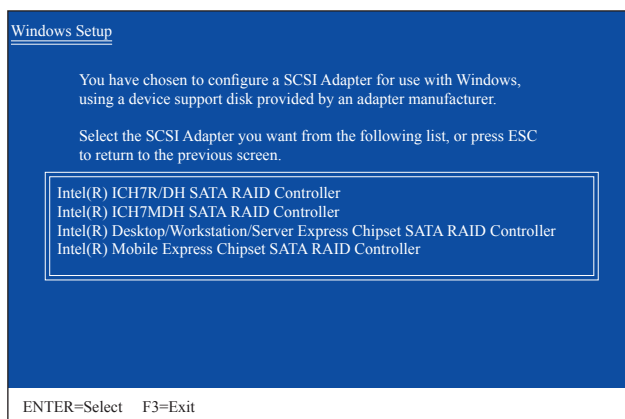 Windows Setup
You have chosen to configure a SCSI Adapter for use with Windows,
using a device support disk provided by an adapter manufacturer.
Select the SCSI Adapter you want from the following list, or press ESC
to return to the previous screen.
Intel(R) ICH7R/DH SATA RAID Controller
Intel(R) ICH7MDH SATA RAID Controller
Intel(R) Desktop/Workstation/Server Express Chipset SATA RAID Controller
Intel(R) Mobile Express Chipset SATA RAID Controller
ENTER=Select F3=Exit